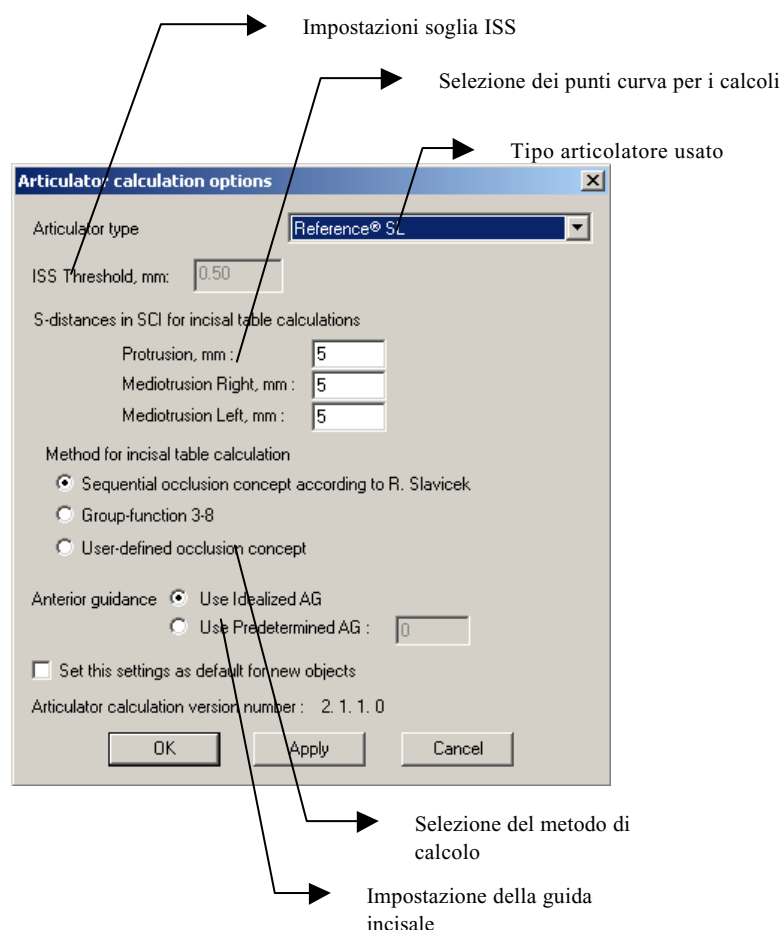 Impostazioni soglia ISS
Selezione dei punti curva per i calcoli
Tipo articolatore usato
Articulator calculation options
Articulator type
Reference® SL
ISS Threshold, mm:
0.50
S-distances in SCI for incisal table calculations
Protrusion, mm :
5
Mediotrusion Right, mm :
5
Mediotrusion Left, mm :
5
Method for incisal table calculation
Sequential occlusion concept according to R. Slavicek
Group-function 3-8
User-defined occlusion concept
Anterior guidance
Use Idealized AG
Use Predetermined AG :
0
Set this settings as default for new objects
Articulator calculation version number : 2. 1. 1. 0
OK
Apply
Cancel
Selezione del metodo di
calcolo
Impostazione della guida
incisale